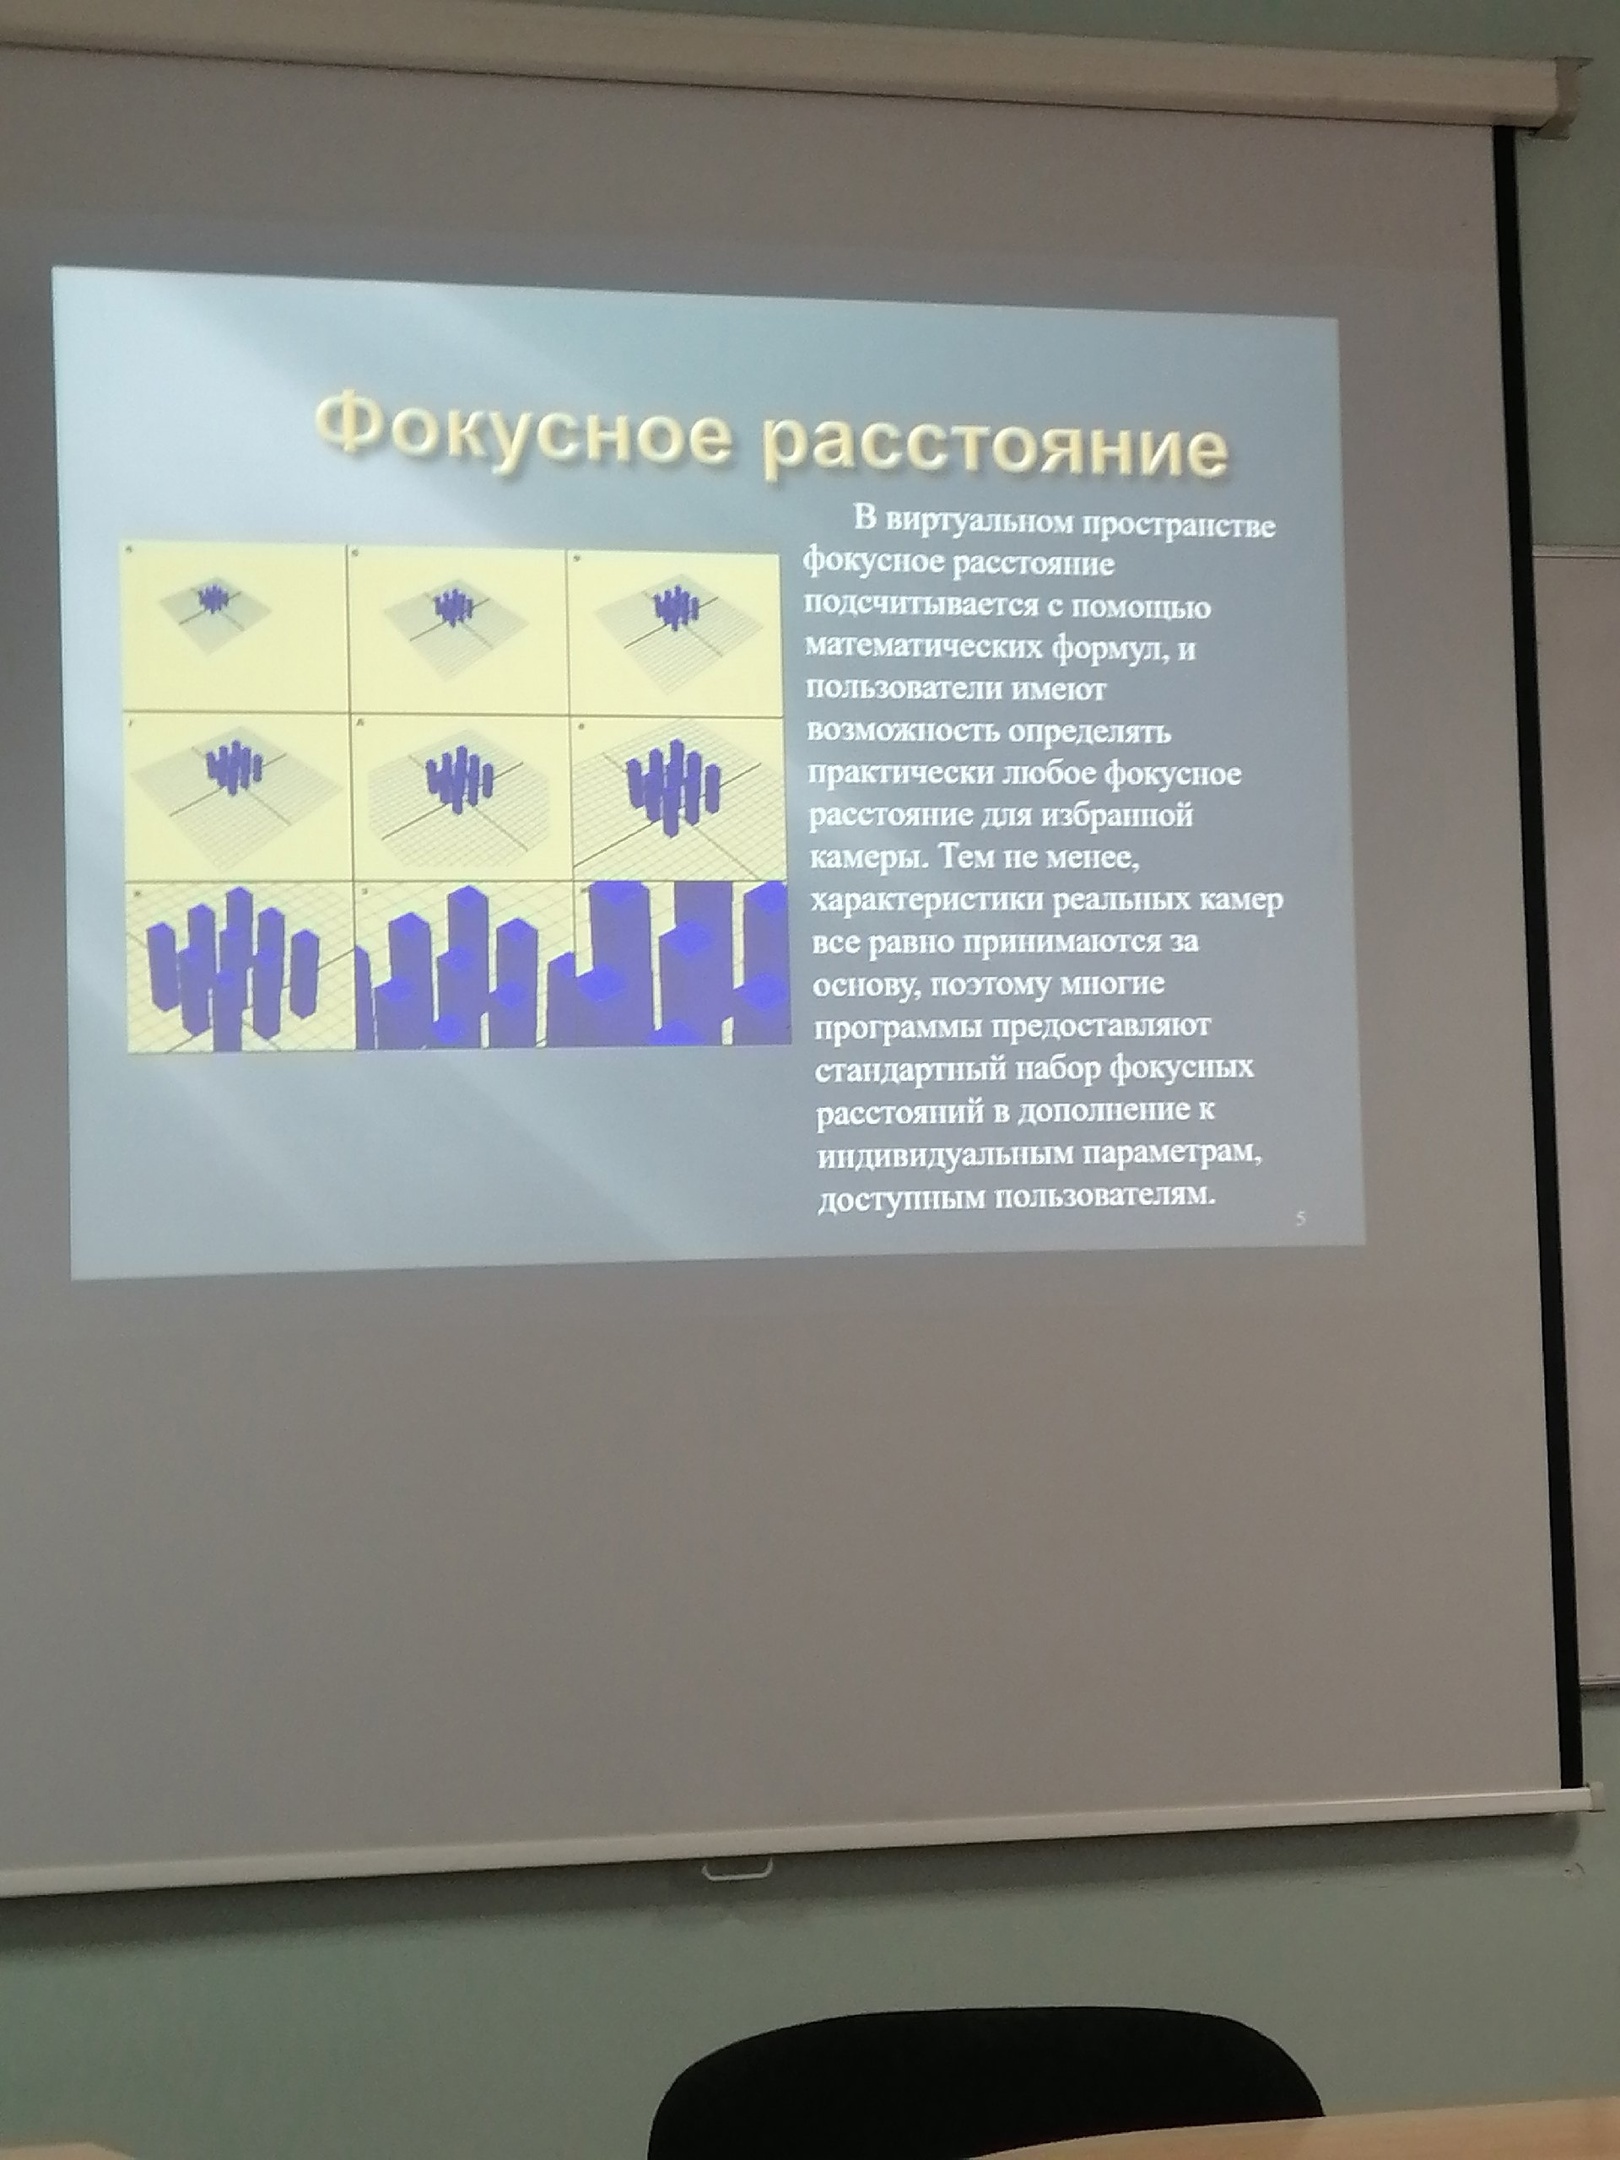 Фокусное расстояние
В виртуальном пространстве
фокусное расстояние
подсчитывается с помощью
математических формул, и
пользователи имеют
возможность определять
практически любое фокусное
расстояние для избранной
камеры. Тем не менее,
характеристики реальных камер
все равно принимаются за
основу, поэтому многие
программы предоставляют
стандартный набор фокусных
расстояний в дополнение к
индивидуальным параметрам,
доступным пользователям.
5